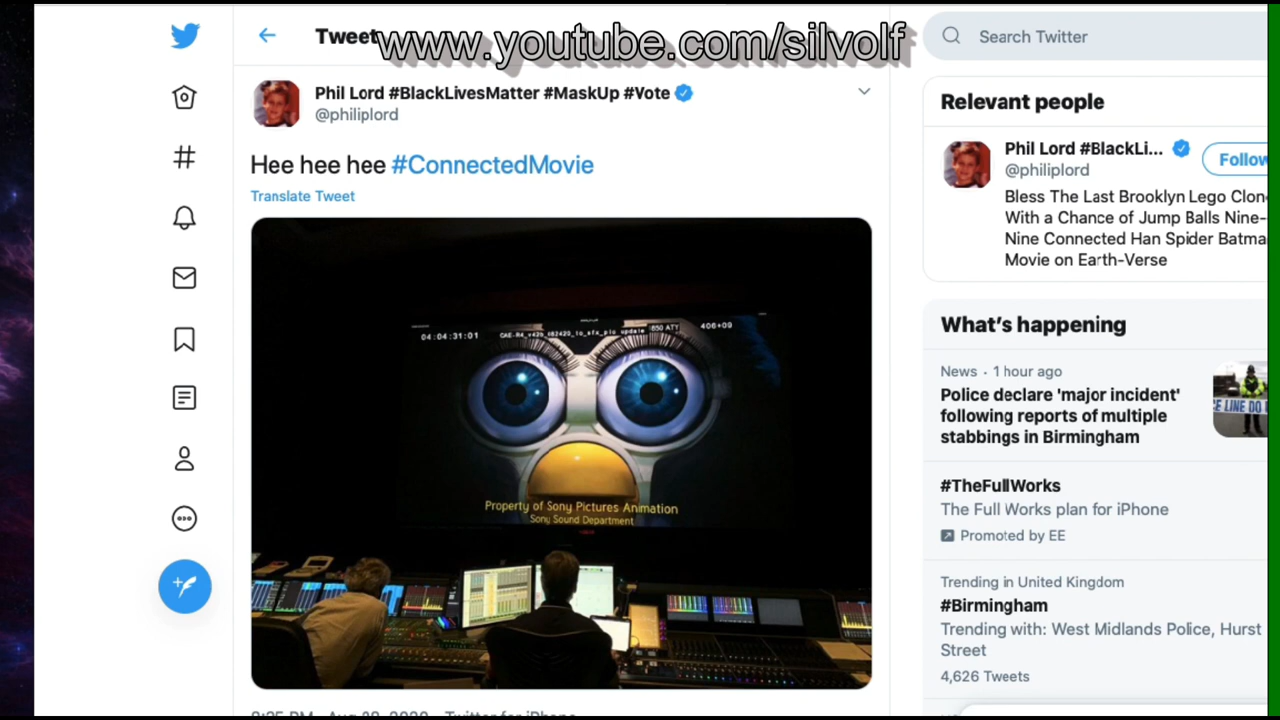 www.youtube.com/silvolf
Tweet
Search Twitter
Phil Lord #BlackLivesMatter #MaskUp #Vote
@philiplord
Hee hee hee #ConnectedMovie
Translate Tweet
04:04:31:01
650 ATY
406+09
Property of Sony Pictures Animation
Sony Sound Department
Relevant people
Phil Lord #BlackLi...
@philiplord
Follow
Bless The Last Brooklyn Lego Clon
With a Chance of Jump Balls Nine-
Nine Connected Han Spider Batma
Movie on Earth-Verse
What's happening
News · 1 hour ago
Police declare 'major incident'
following reports of multiple
stabbings in Birmingham
#TheFullWorks
The Full Works plan for iPhone
Promoted by EE
Trending in United Kingdom
#Birmingham
Trending with: West Midlands Police, Hurst
Street
4,626 Tweets